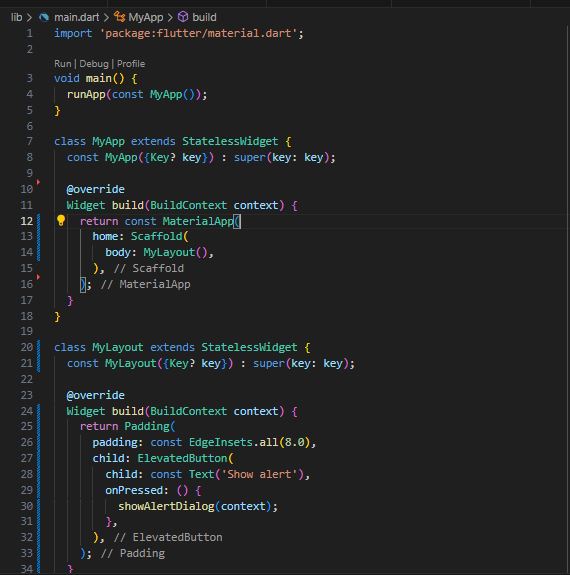 lib > main.dart > MyApp > build
1 import 'package:flutter/material.dart';
2
Run | Debug | Profile
3 void main() {
4   runApp(const MyApp());
5 }
6
7 class MyApp extends StatelessWidget {
8   const MyApp({Key? key}) : super(key: key);
9
10   @override
11   Widget build(BuildContext context) {
12     return const MaterialApp(
13       home: Scaffold(
14         body: MyLayout(),
15       ), // Scaffold
16     ); // MaterialApp
17   }
18 }
19
20 class MyLayout extends StatelessWidget {
21   const MyLayout({Key? key}) : super(key: key);
22
23   @override
24   Widget build(BuildContext context) {
25     return Padding(
26       padding: const EdgeInsets.all(8.0),
27       child: ElevatedButton(
28         child: const Text('Show alert'),
29         onPressed: () {
30           showAlertDialog(context);
31         },
32       ), // ElevatedButton
33     ); // Padding
34   }